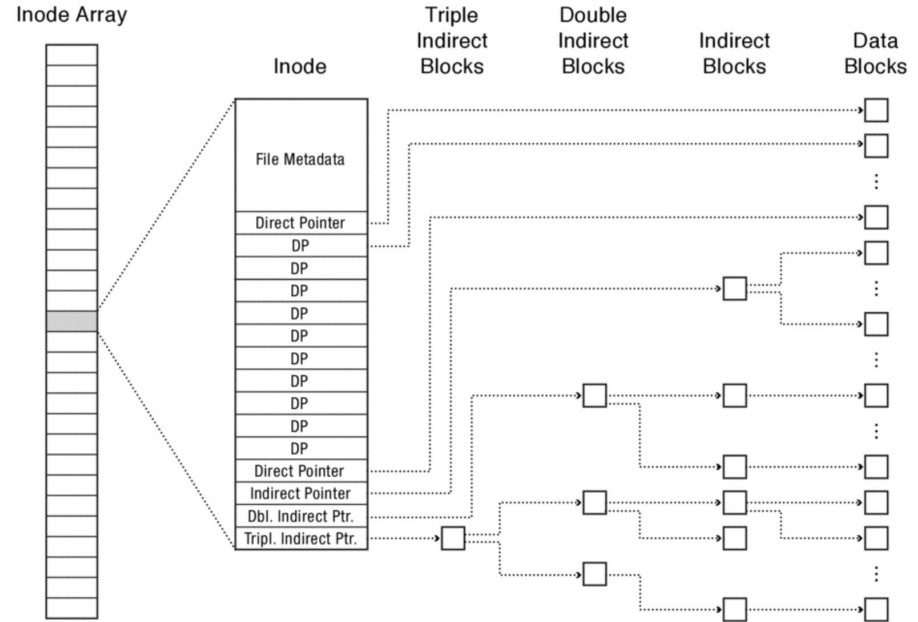 Inode Array
Inode
Triple
Indirect
Blocks
Double
Indirect
Blocks
Indirect
Blocks
Data
Blocks
File Metadata
Direct Pointer
DP
DP
DP
DP
DP
DP
DP
DP
DP
DP
Direct Pointer
Indirect Pointer
Dbl. Indirect Ptr.
Tripl. Indirect Ptr.